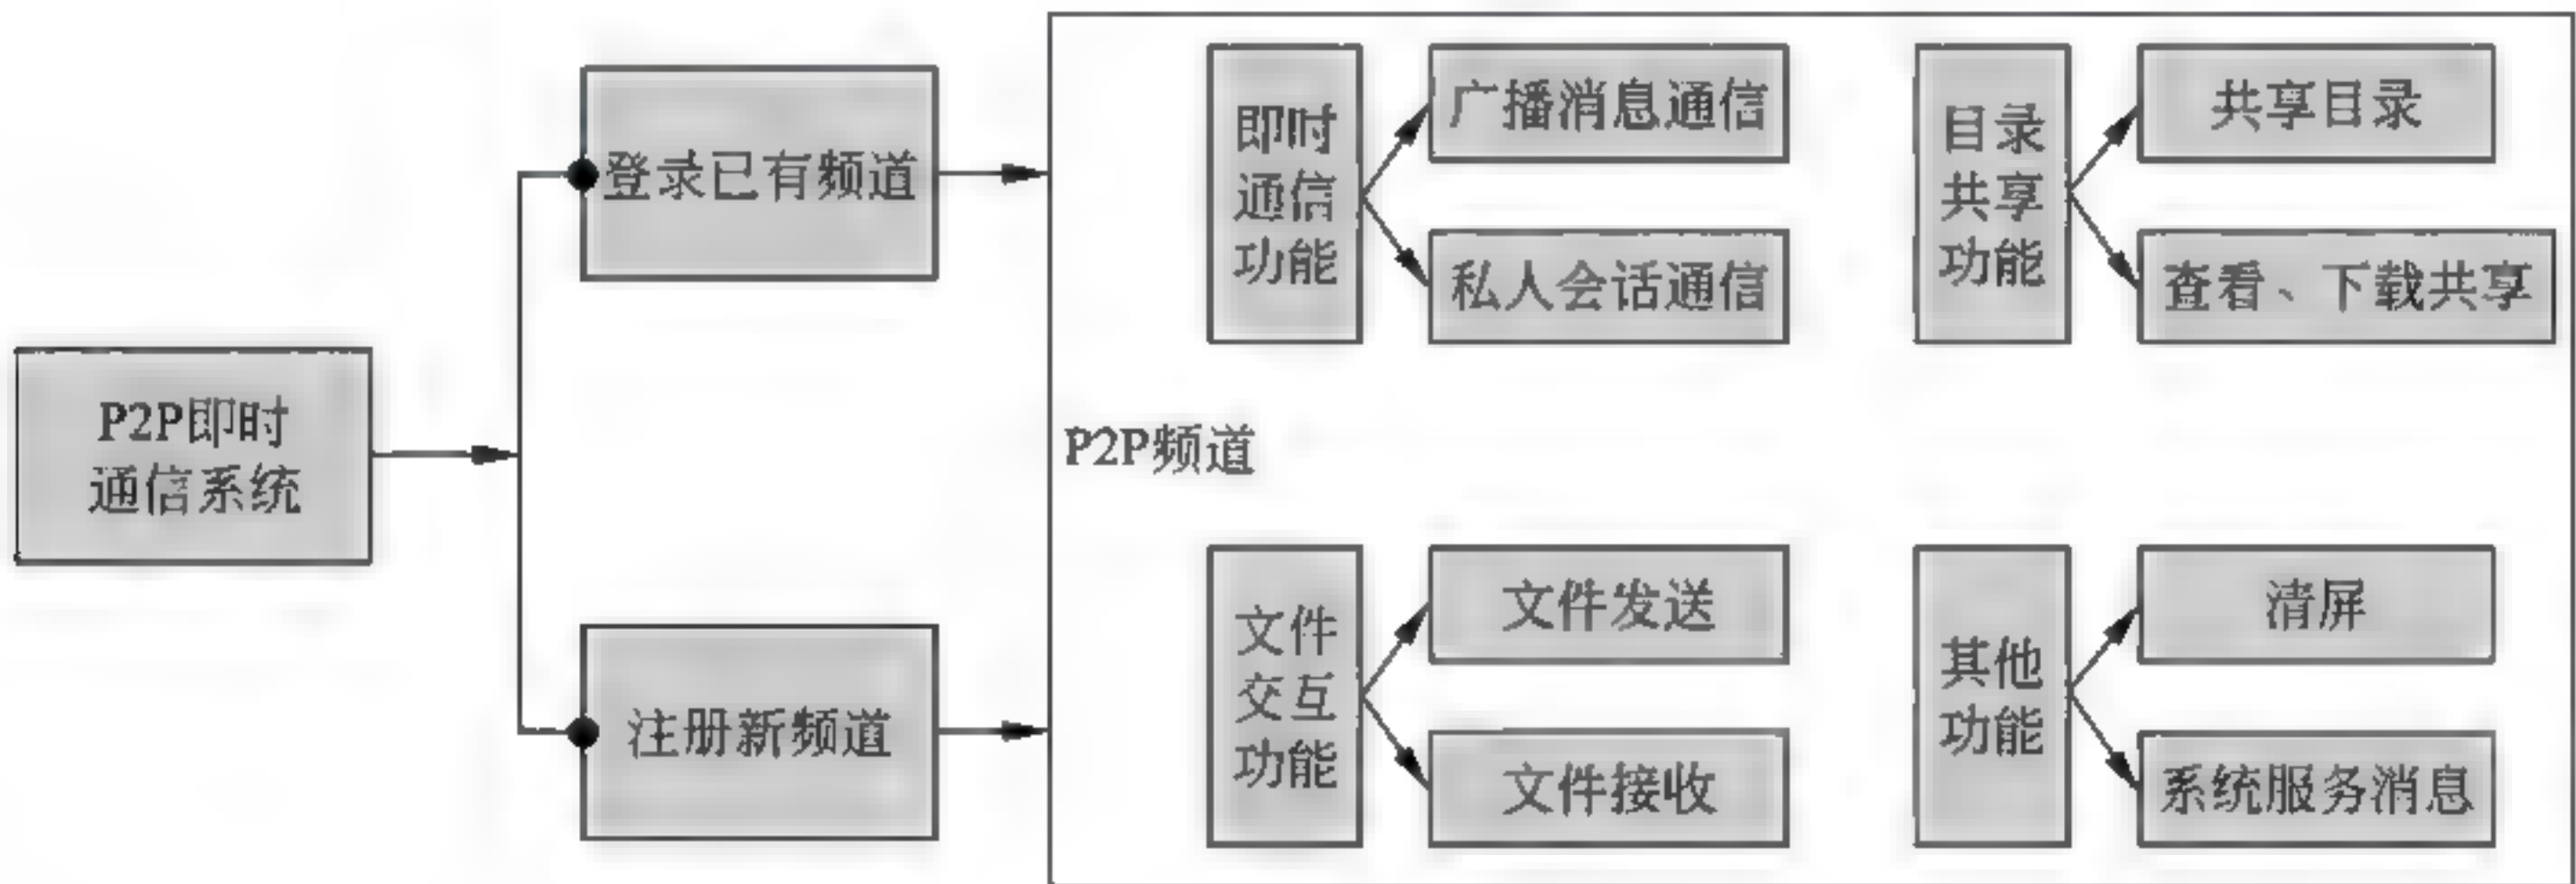 P2P即时
通信系统
登录已有频道
注册新频道
P2P频道
即时
通信
功能
广播消息通信
私人会话通信
目录
共享
功能
共享目录
查看、下载共享
文件
交互
功能
文件发送
文件接收
其他
功能
清屏
系统服务消息